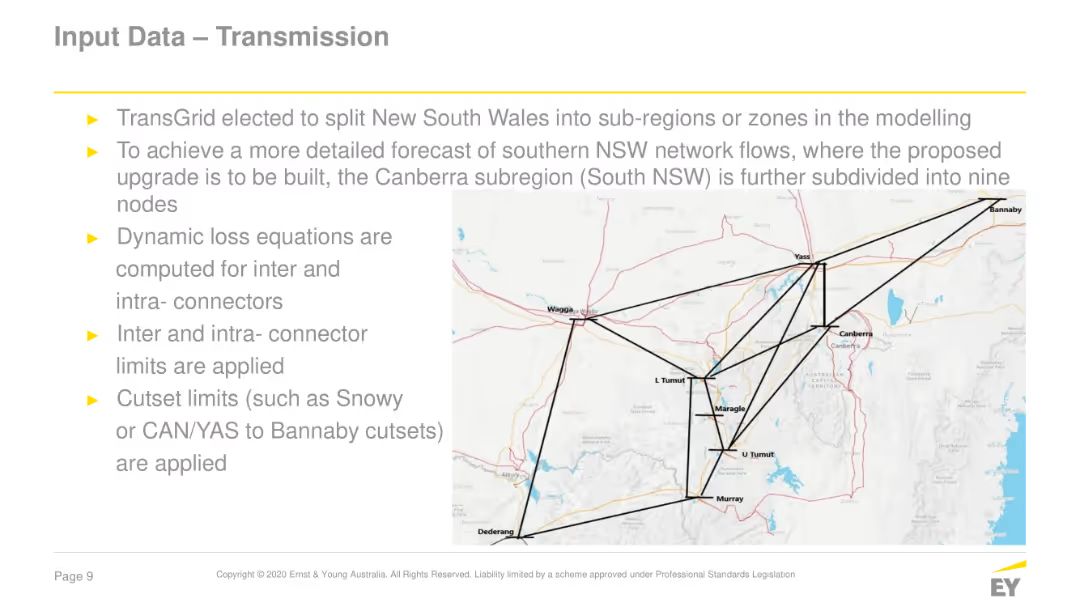 Input Data – Transmission
► TransGrid elected to split New South Wales into sub-regions or zones in the modelling
► To achieve a more detailed forecast of southern NSW network flows, where the proposed
upgrade is to be built, the Canberra subregion (South NSW) is further subdivided into nine
nodes
► Dynamic loss equations are
computed for inter and
intra- connectors
► Inter and intra- connector
limits are applied
► Cutset limits (such as Snowy
or CAN/YAS to Bannaby cutsets)
are applied
Bannaby
Yass
Wagga
Canberra
Canberra
L Tumut
Maragle
U Tumut
Murray
Dederang
Page 9
Copyright © 2020 Ernst & Young Australia. All Rights Reserved. Liability limited by a scheme approved under Professional Standards Legislation
EY